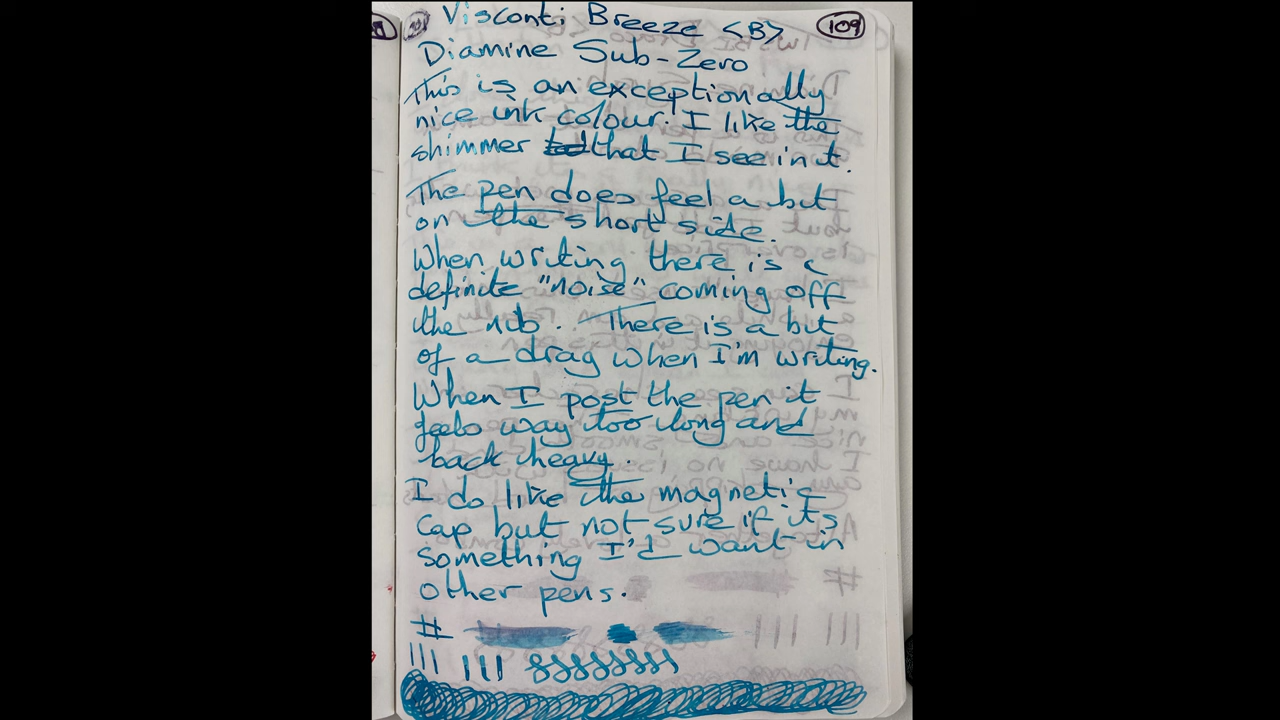 Visconti Breeze <B> 109
Diamine Sub-Zero
This is an exceptionally
nice ink colour. I like the
shimmer that I see in it.
The pen does feel a bit
on the short side.
When writing there is a
definite "noise" coming off
the nib. There is a bit
of a drag when I'm writing.
When I post the pen it
feels way too long and
back heavy.
I do like the magnetic
cap but not sure if its
something I'd want in
other pens.
#